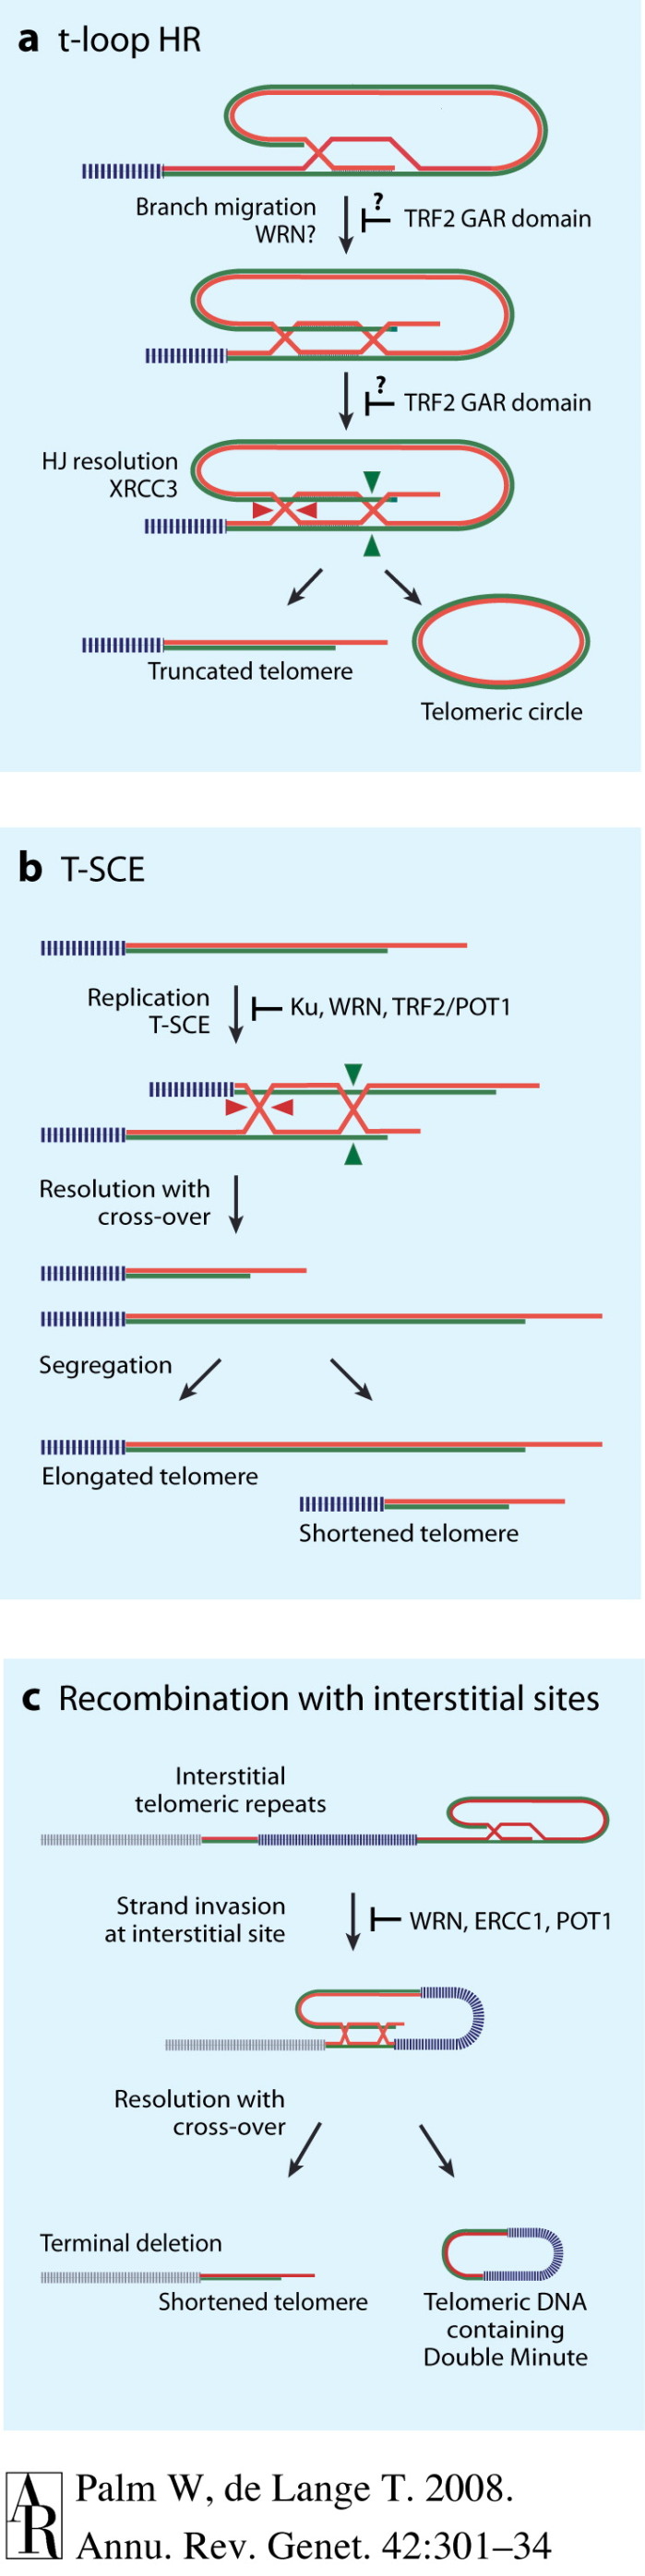 a t-loop HR
Branch migration
WRN?
?
TRF2 GAR domain
?
TRF2 GAR domain
HJ resolution
XRCC3
Truncated telomere
Telomeric circle
b T-SCE
Replication
T-SCE
Ku, WRN, TRF2/POT1
Resolution with
cross-over
Segregation
Elongated telomere
Shortened telomere
c Recombination with interstitial sites
Interstitial
telomeric repeats
Strand invasion
at interstitial site
WRN, ERCC1, POT1
Resolution with
cross-over
Terminal deletion
Shortened telomere
Telomeric DNA
containing
Double Minute
AR
Palm W, de Lange T. 2008.
Annu. Rev. Genet. 42:301–34